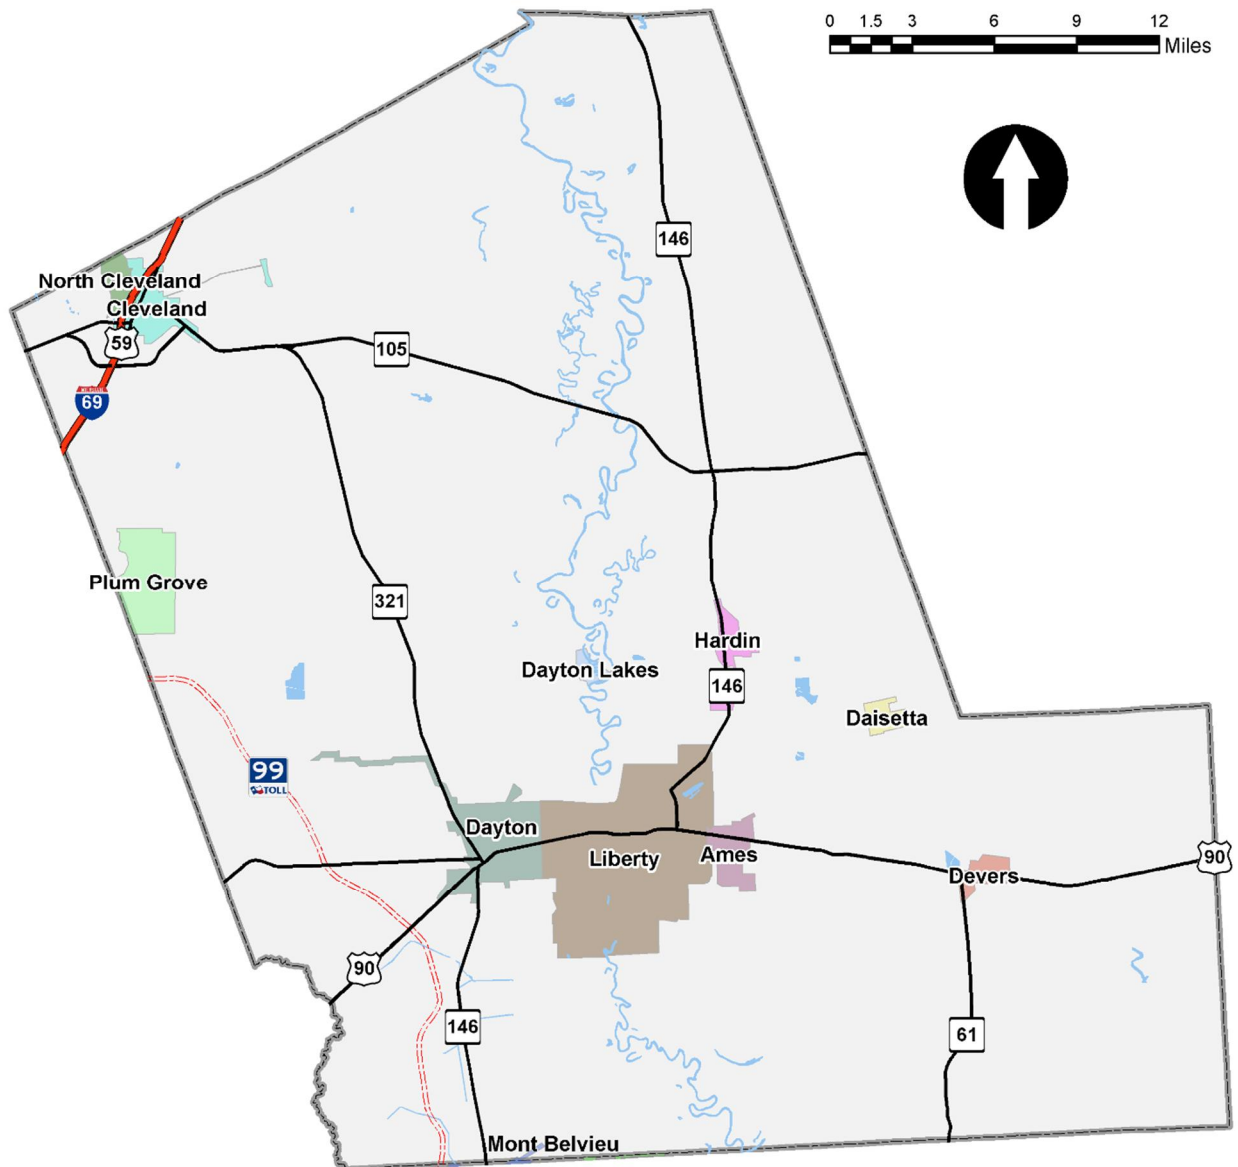 0 1.5 3 6 9 12
Miles
146
North Cleveland
Cleveland
59
105
69
Plum Grove
321
Hardin
Dayton Lakes
146
Daisetta
99
TOLL
Dayton
Liberty
Ames
90
Devers
90
146
61
Mont Belvieu